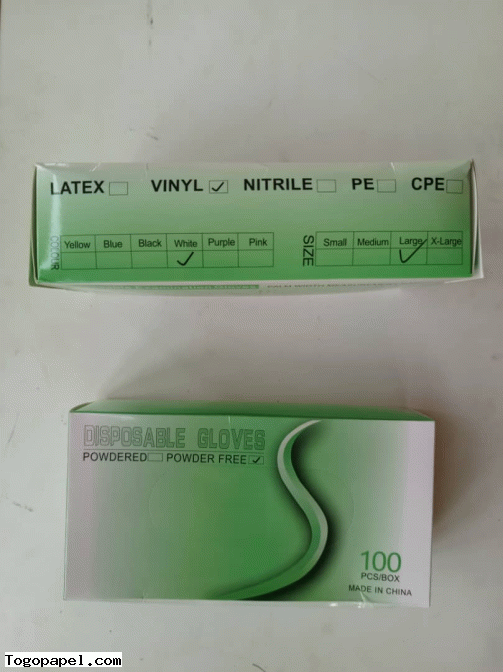 LATEX VINYL NITRILE PE CPE
COLOUR Yellow Blue Black White Purple Pink
SIZE Small Medium Large X-Large
DISPOSABLE GLOVES
POWDERED POWDER FREE
100
PCS/BOX
MADE IN CHINA
Togopapel.com